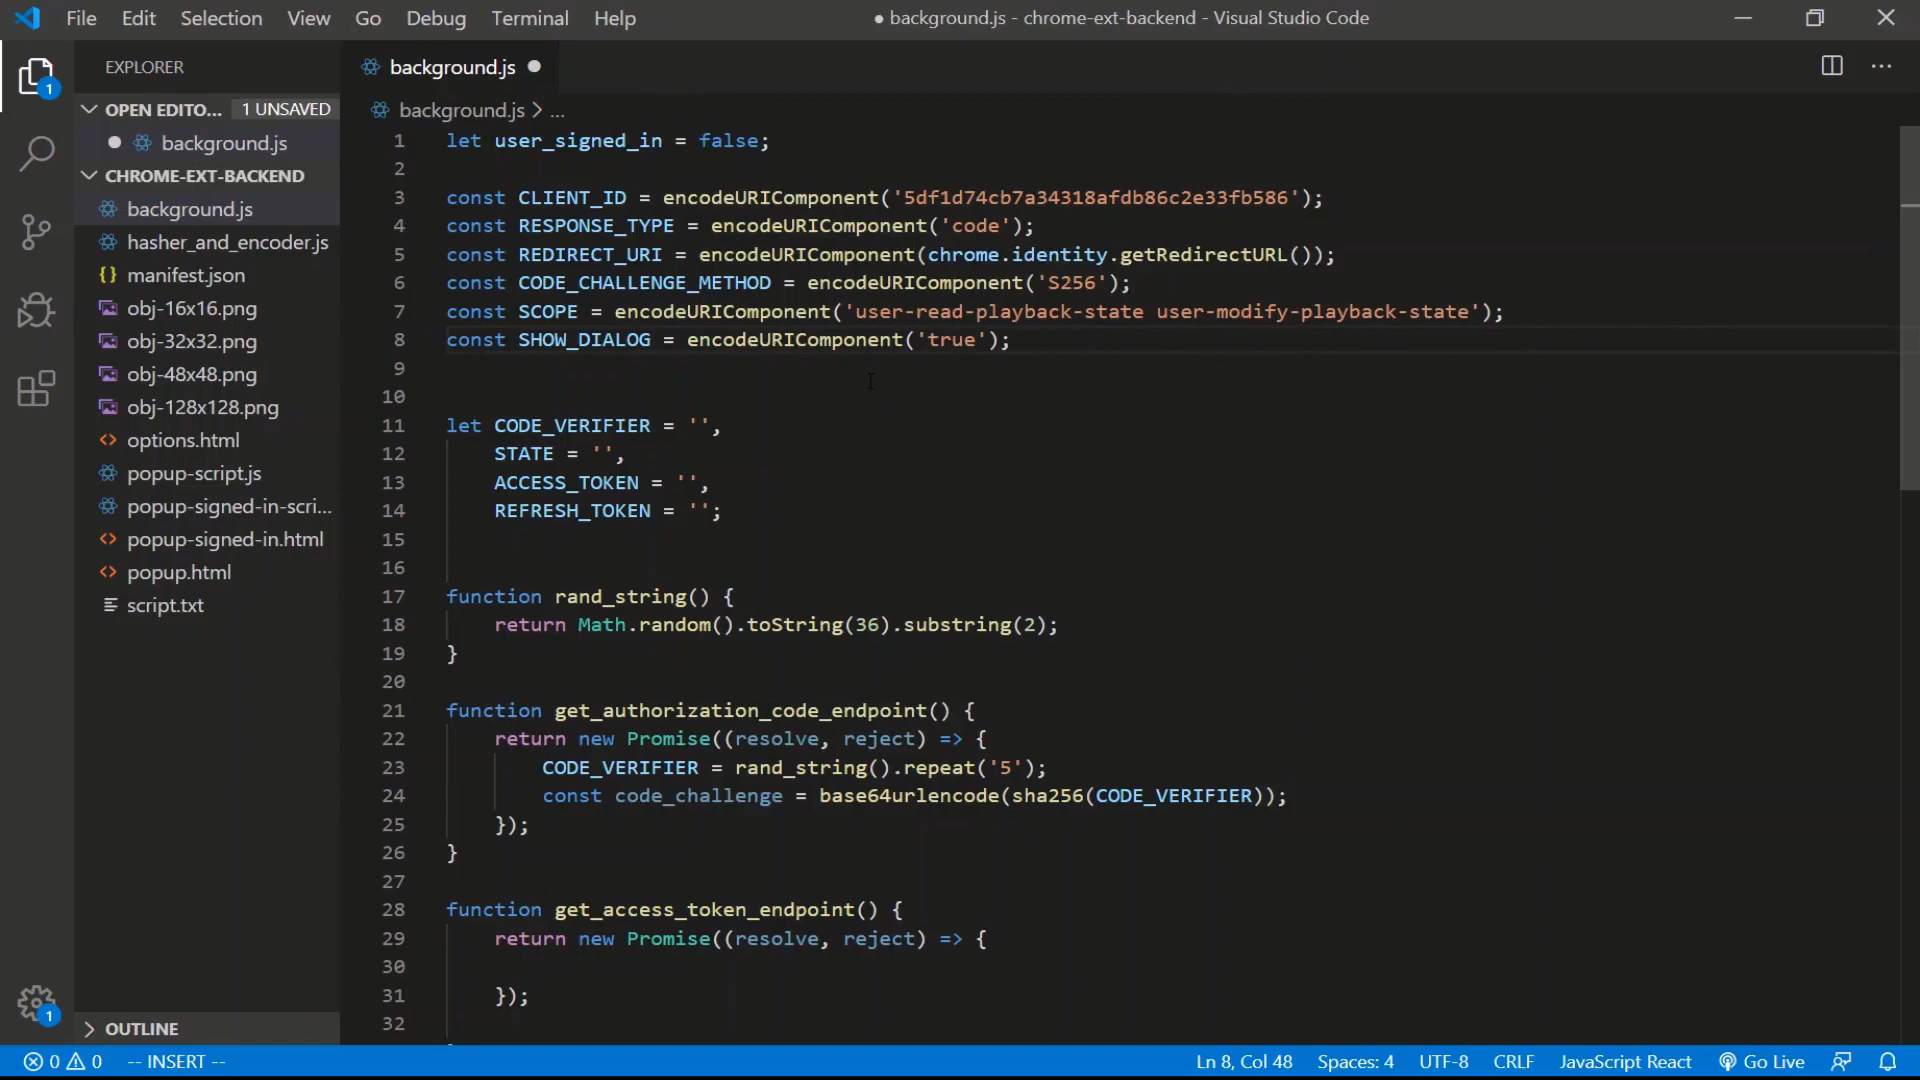 File Edit Selection View Go Debug Terminal Help
● background.js - chrome-ext-backend - Visual Studio Code
1
EXPLORER
OPEN EDITO... 1 UNSAVED
background.js
CHROME-EXT-BACKEND
background.js
hasher_and_encoder.js
manifest.json
obj-16x16.png
obj-32x32.png
obj-48x48.png
obj-128x128.png
options.html
popup-script.js
popup-signed-in-scri...
popup-signed-in.html
popup.html
script.txt
OUTLINE
1
background.js ●
background.js > ...
1 let user_signed_in = false;
2
3 const CLIENT_ID = encodeURIComponent('5df1d74cb7a34318afdb86c2e33fb586');
4 const RESPONSE_TYPE = encodeURIComponent('code');
5 const REDIRECT_URI = encodeURIComponent(chrome.identity.getRedirectURL());
6 const CODE_CHALLENGE_METHOD = encodeURIComponent('S256');
7 const SCOPE = encodeURIComponent('user-read-playback-state user-modify-playback-state');
8 const SHOW_DIALOG = encodeURIComponent('true');
9
10
11 let CODE_VERIFIER = '',
12 STATE = '',
13 ACCESS_TOKEN = '',
14 REFRESH_TOKEN = '';
15
16
17 function rand_string() {
18 return Math.random().toString(36).substring(2);
19 }
20
21 function get_authorization_code_endpoint() {
22 return new Promise((resolve, reject) => {
23 CODE_VERIFIER = rand_string().repeat('5');
24 const code_challenge = base64urlencode(sha256(CODE_VERIFIER));
25 });
26 }
27
28 function get_access_token_endpoint() {
29 return new Promise((resolve, reject) => {
30
31 });
32
0 0 -- INSERT -- Ln 8, Col 48 Spaces: 4 UTF-8 CRLF JavaScript React Go Live